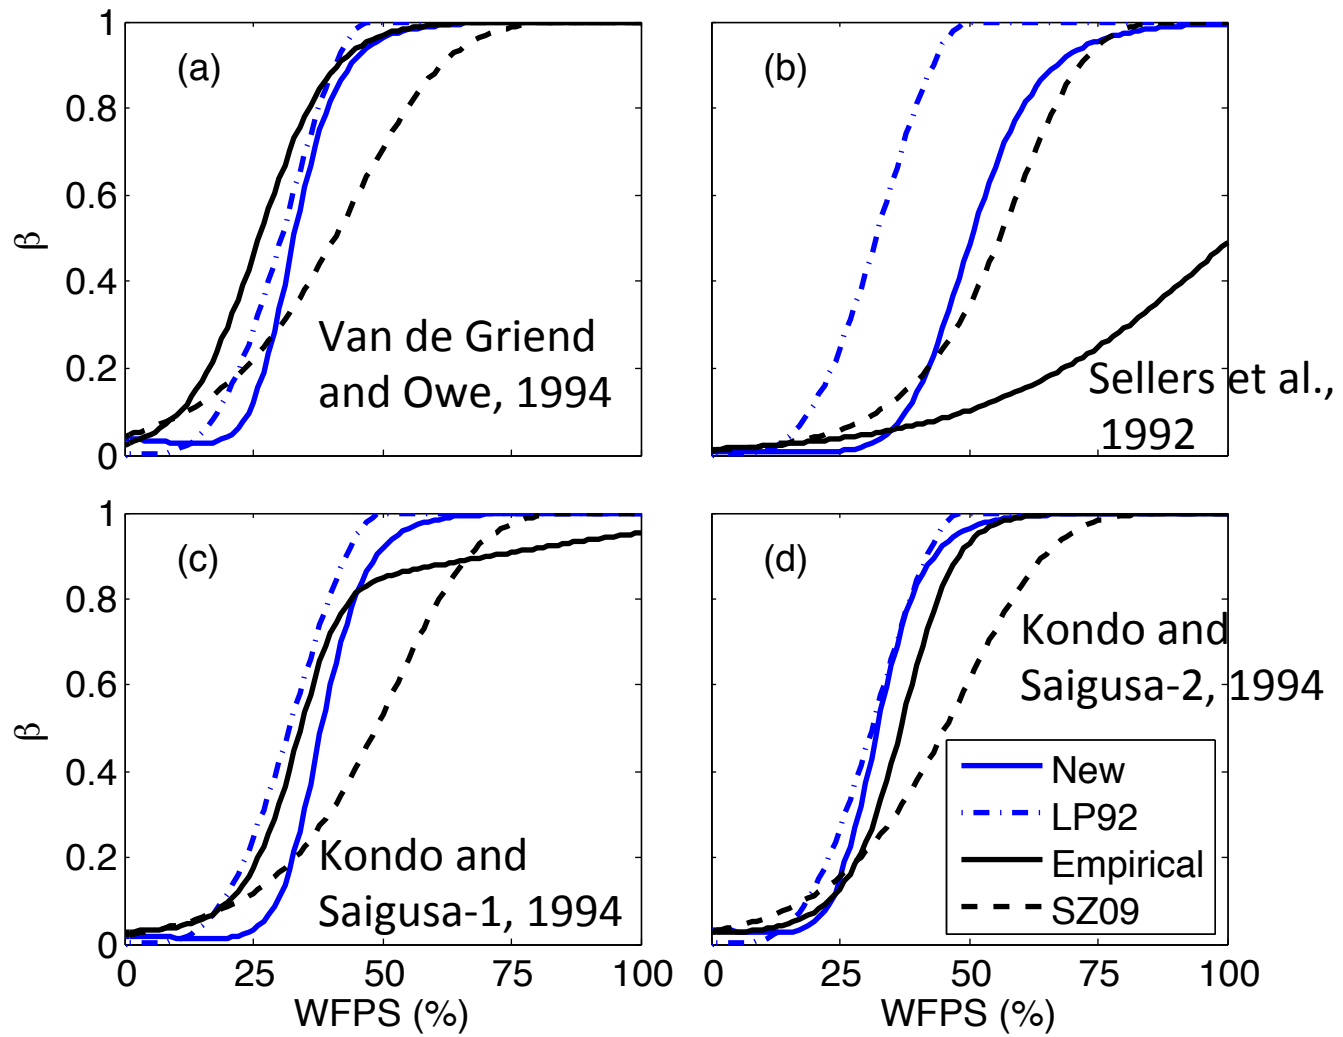 (a)
1
0.8
0.6
0.4
0.2
0
β
Van de Griend
and Owe, 1994
(b)
Sellers et al.,
1992
(c)
1
0.8
0.6
0.4
0.2
0
β
Kondo and
Saigusa-1, 1994
0 25 50 75 100
WFPS (%)
(d)
Kondo and
Saigusa-2, 1994
New
LP92
Empirical
SZ09
0 25 50 75 100
WFPS (%)